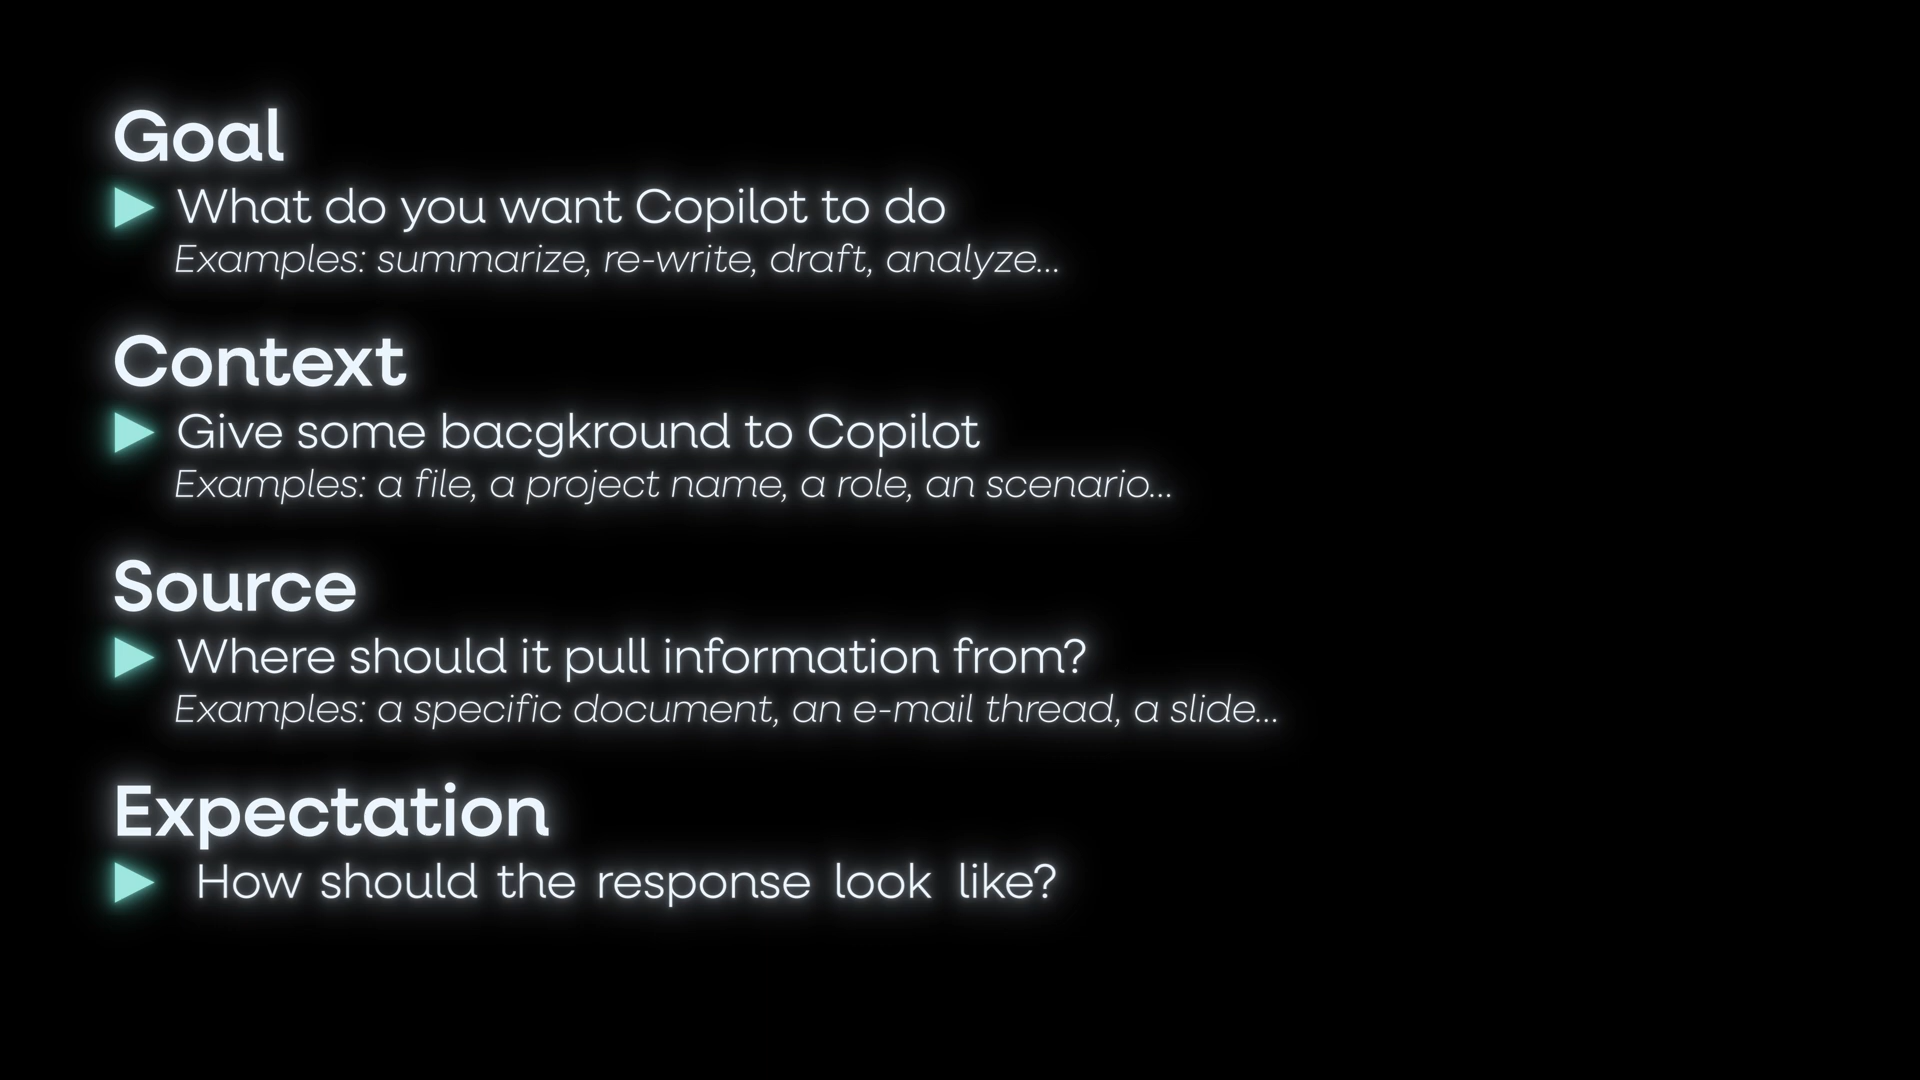 Goal
What do you want Copilot to do
Examples: summarize, re-write, draft, analyze...
Context
Give some bacgkround to Copilot
Examples: a file, a project name, a role, an scenario...
Source
Where should it pull information from?
Examples: a specific document, an e-mail thread, a slide...
Expectation
How should the response look like?